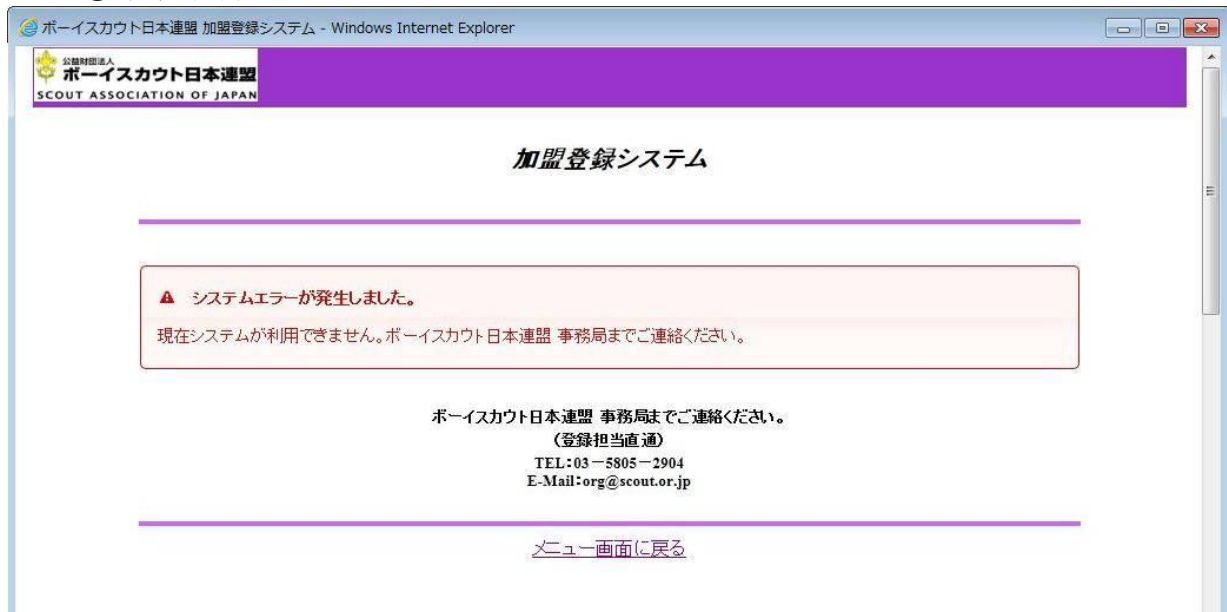 ボーイスカウト日本連盟 加盟登録システム - Windows Internet Explorer
公益財団法人
ボーイスカウト日本連盟
SCOUT ASSOCIATION OF JAPAN
加盟登録システム
システムエラーが発生しました。
現在システムが利用できません。ボーイスカウト日本連盟 事務局までご連絡ください。
ボーイスカウト日本連盟 事務局までご連絡ください。
（登録担当直通）
TEL：03－5805－2904
E-Mail：org@scout.or.jp
メニュー画面に戻る